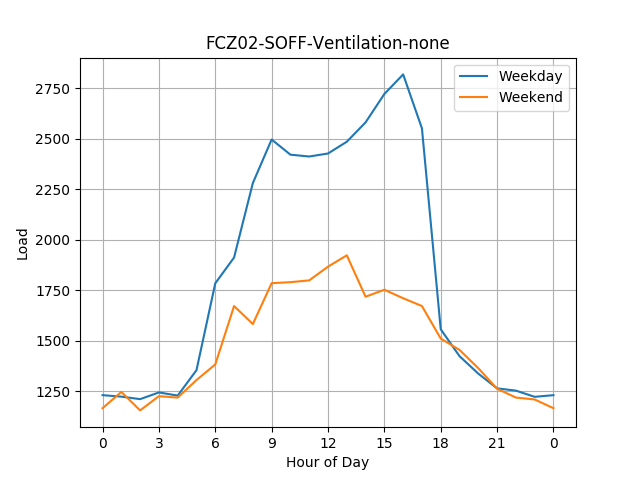 FCZ02-SOFF-Ventilation-none
Weekday
Weekend
2750
2500
2250
2000
1750
1500
1250
Load
0 3 6 9 12 15 18 21 0
Hour of Day